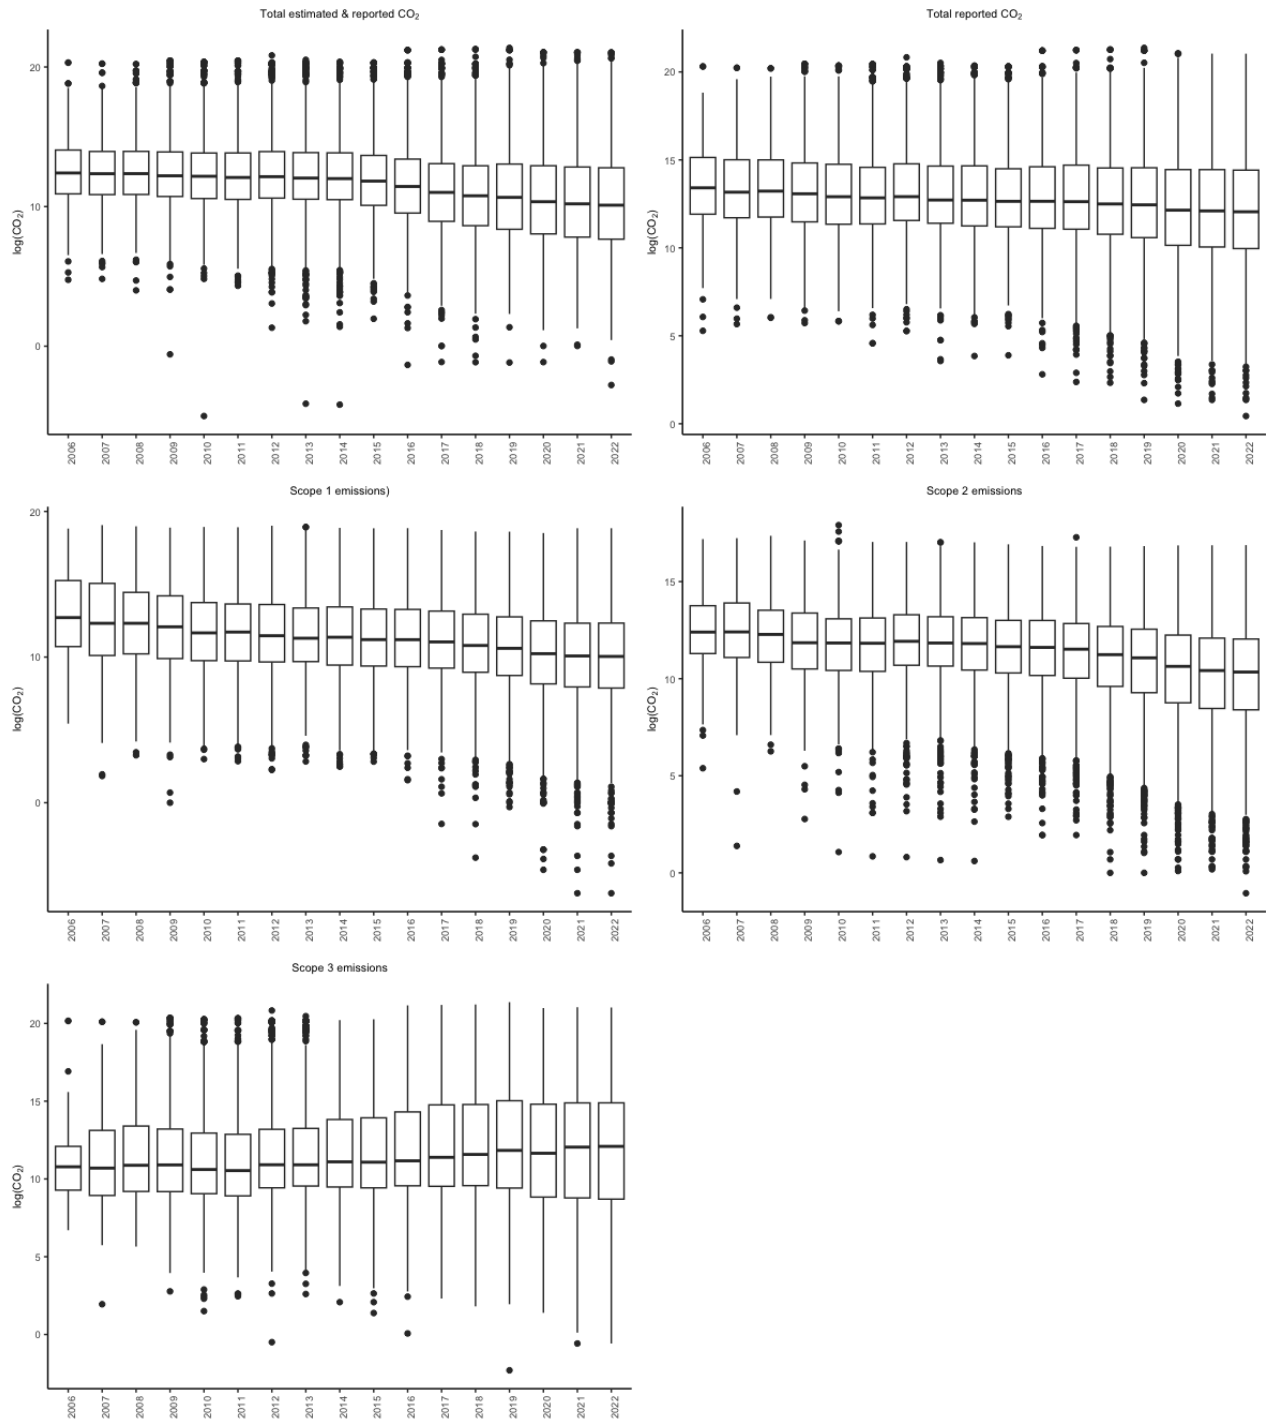 Total estimated & reported CO₂
log(CO₂)
20
10
0
2006 2007 2008 2009 2010 2011 2012 2013 2014 2015 2016 2017 2018 2019 2020 2021 2022
Total reported CO₂
log(CO₂)
20
15
10
5
0
2006 2007 2008 2009 2010 2011 2012 2013 2014 2015 2016 2017 2018 2019 2020 2021 2022
Scope 1 emissions)
log(CO₂)
20
10
0
2006 2007 2008 2009 2010 2011 2012 2013 2014 2015 2016 2017 2018 2019 2020 2021 2022
Scope 2 emissions
log(CO₂)
15
10
5
0
2006 2007 2008 2009 2010 2011 2012 2013 2014 2015 2016 2017 2018 2019 2020 2021 2022
Scope 3 emissions
log(CO₂)
20
15
10
5
0
2006 2007 2008 2009 2010 2011 2012 2013 2014 2015 2016 2017 2018 2019 2020 2021 2022